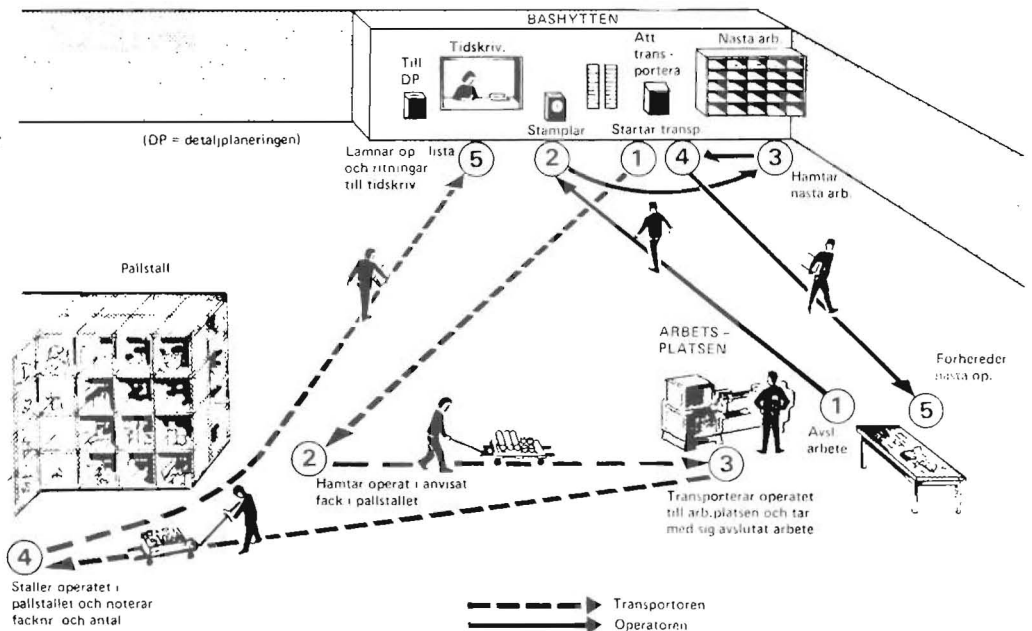 BASHYTTEN
Till
DP
Tidskriv.
Att
trans-
portera
Nasta arb.
Stamplar
Startar transp.
(DP = detaljplaneringen)
Lamnar op lista
och ritningar
till tidskriv.
5
2
1
4
3
Hamtar
nasta arb.
Pallstall
ARBETS-
PLATSEN
Forhereder
nasta op.
1
Avsl
arbete
5
2
Hamtar operat i anvisat
fack i pallstallet
3
Transporterar operatet
till arb.platsen och tar
med sig avslutat arbete
4
Staller operatet i
pallstallet och noterar
facknr och antal
Transportoren
Operatoren